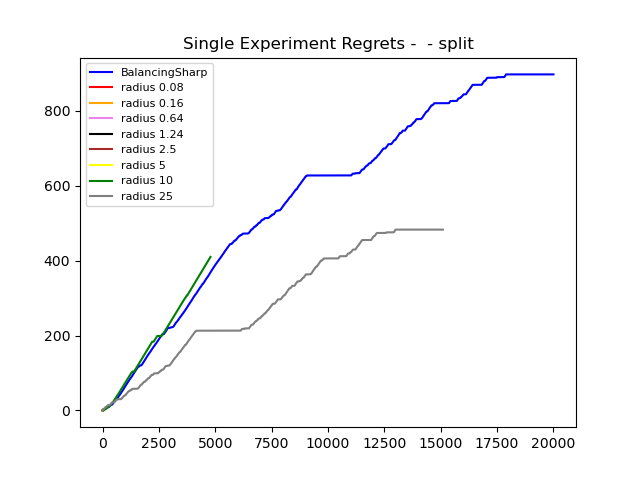 Single Experiment Regrets -  - split
BalancingSharp
radius 0.08
radius 0.16
radius 0.64
radius 1.24
radius 2.5
radius 5
radius 10
radius 25
800
600
400
200
0
0 2500 5000 7500 10000 12500 15000 17500 20000